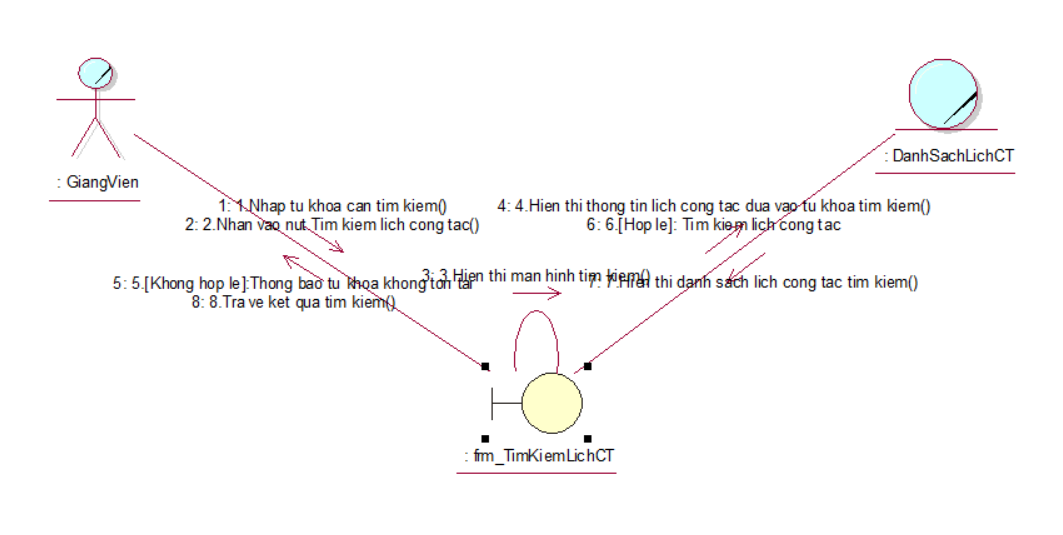 : GiangVien
: DanhSachLichCT
1: 1.Nhap tu khoa can tim kiem()
2: 2.Nhan vao nut Tim kiem lich cong tac()
4: 4.Hien thi thong tin lich cong tac dua vao tu khoa tim kiem()
6: 6.[Hop le]: Tim kiem lich cong tac
3: 3.Hien thi man hinh tim kiem()
5: 5.[Khong hop le]:Thong bao tu khoa khong ton tai
8: 8.Tra ve ket qua tim kiem()
7: 7.Hien thi danh sach lich cong tac tim kiem()
: frm_TimKiemLichCT